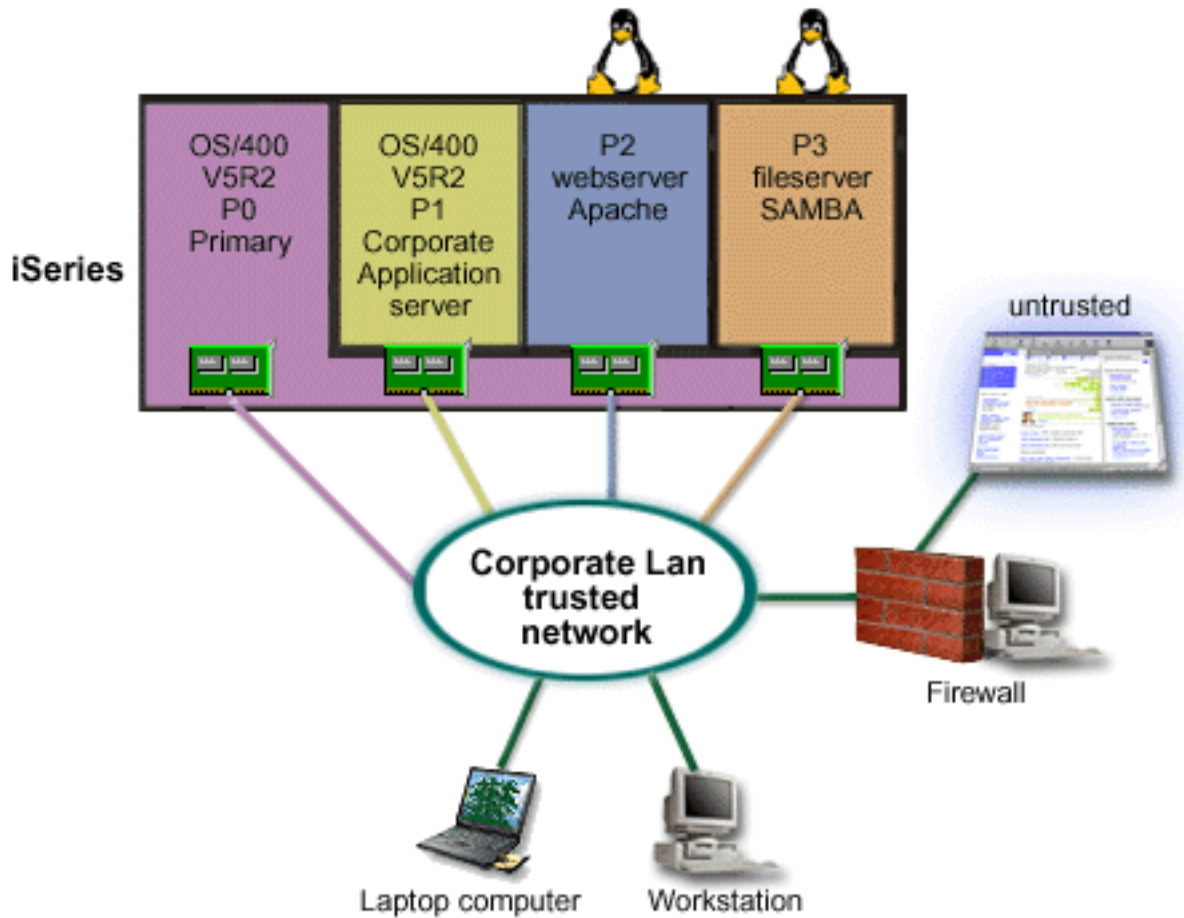 OS/400
V5R2
P0
Primary
OS/400
V5R2
P1
Corporate
Application
server
P2
webserver
Apache
P3
fileserver
SAMBA
iSeries
untrusted
Corporate Lan
trusted
network
Firewall
Laptop computer
Workstation